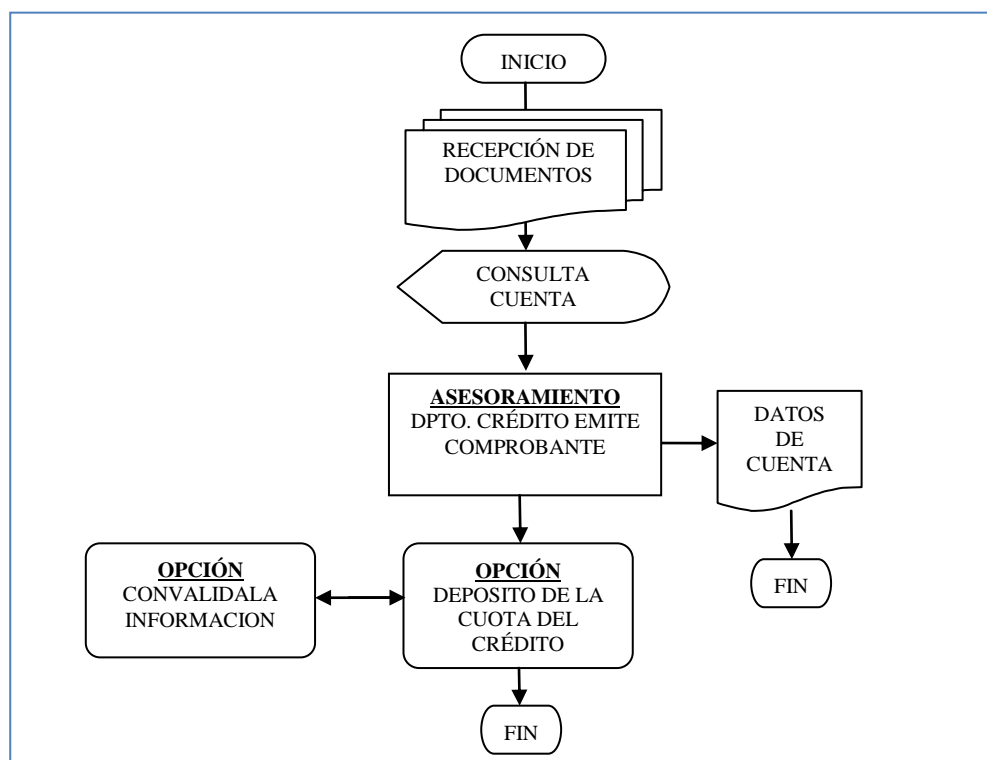 INICIO
RECEPCIÓN DE
DOCUMENTOS
CONSULTA
CUENTA
ASESORAMIENTO
DPTO. CRÉDITO EMITE
COMPROBANTE
DATOS
DE
CUENTA
OPCIÓN
CONVALIDALA
INFORMACION
OPCIÓN
DEPOSITO DE LA
CUOTA DEL
CRÉDITO
FIN
FIN